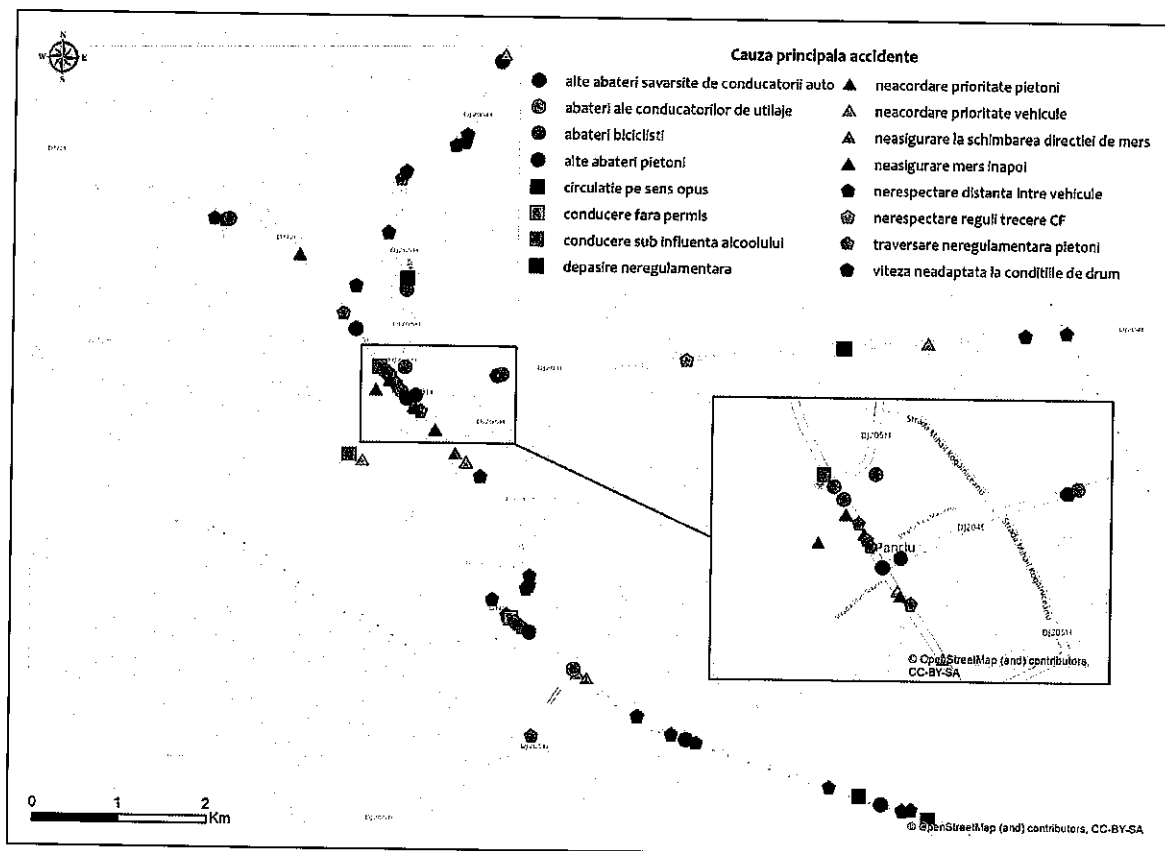 N
W
E
S
Cauza principala accidente
alte abateri savarsite de conducatorii auto
abateri ale conducatorilor de utilaje
abateri biciclisti
alte abateri pietoni
circulatie pe sens opus
conducere fara permis
conducere sub influenta alcoolului
depasire neregulamentara
neacordare prioritate pietoni
neacordare prioritate vehicule
neasigurare la schimbarea directiei de mers
neasigurare mers inapoi
nerespectare distanta intre vehicule
nerespectare reguli trecere CF
traversare neregulamentara pietoni
viteza neadaptata la conditiile de drum
DJ205H
Strada Mihail Kogalniceanu
DJ204E
Panciu
Strada Mihail Kogalniceanu
DJ205H
© OpenStreetMap (and) contributors,
CC-BY-SA
0
1
2
Km
© OpenStreetMap (and) contributors, CC-BY-SA